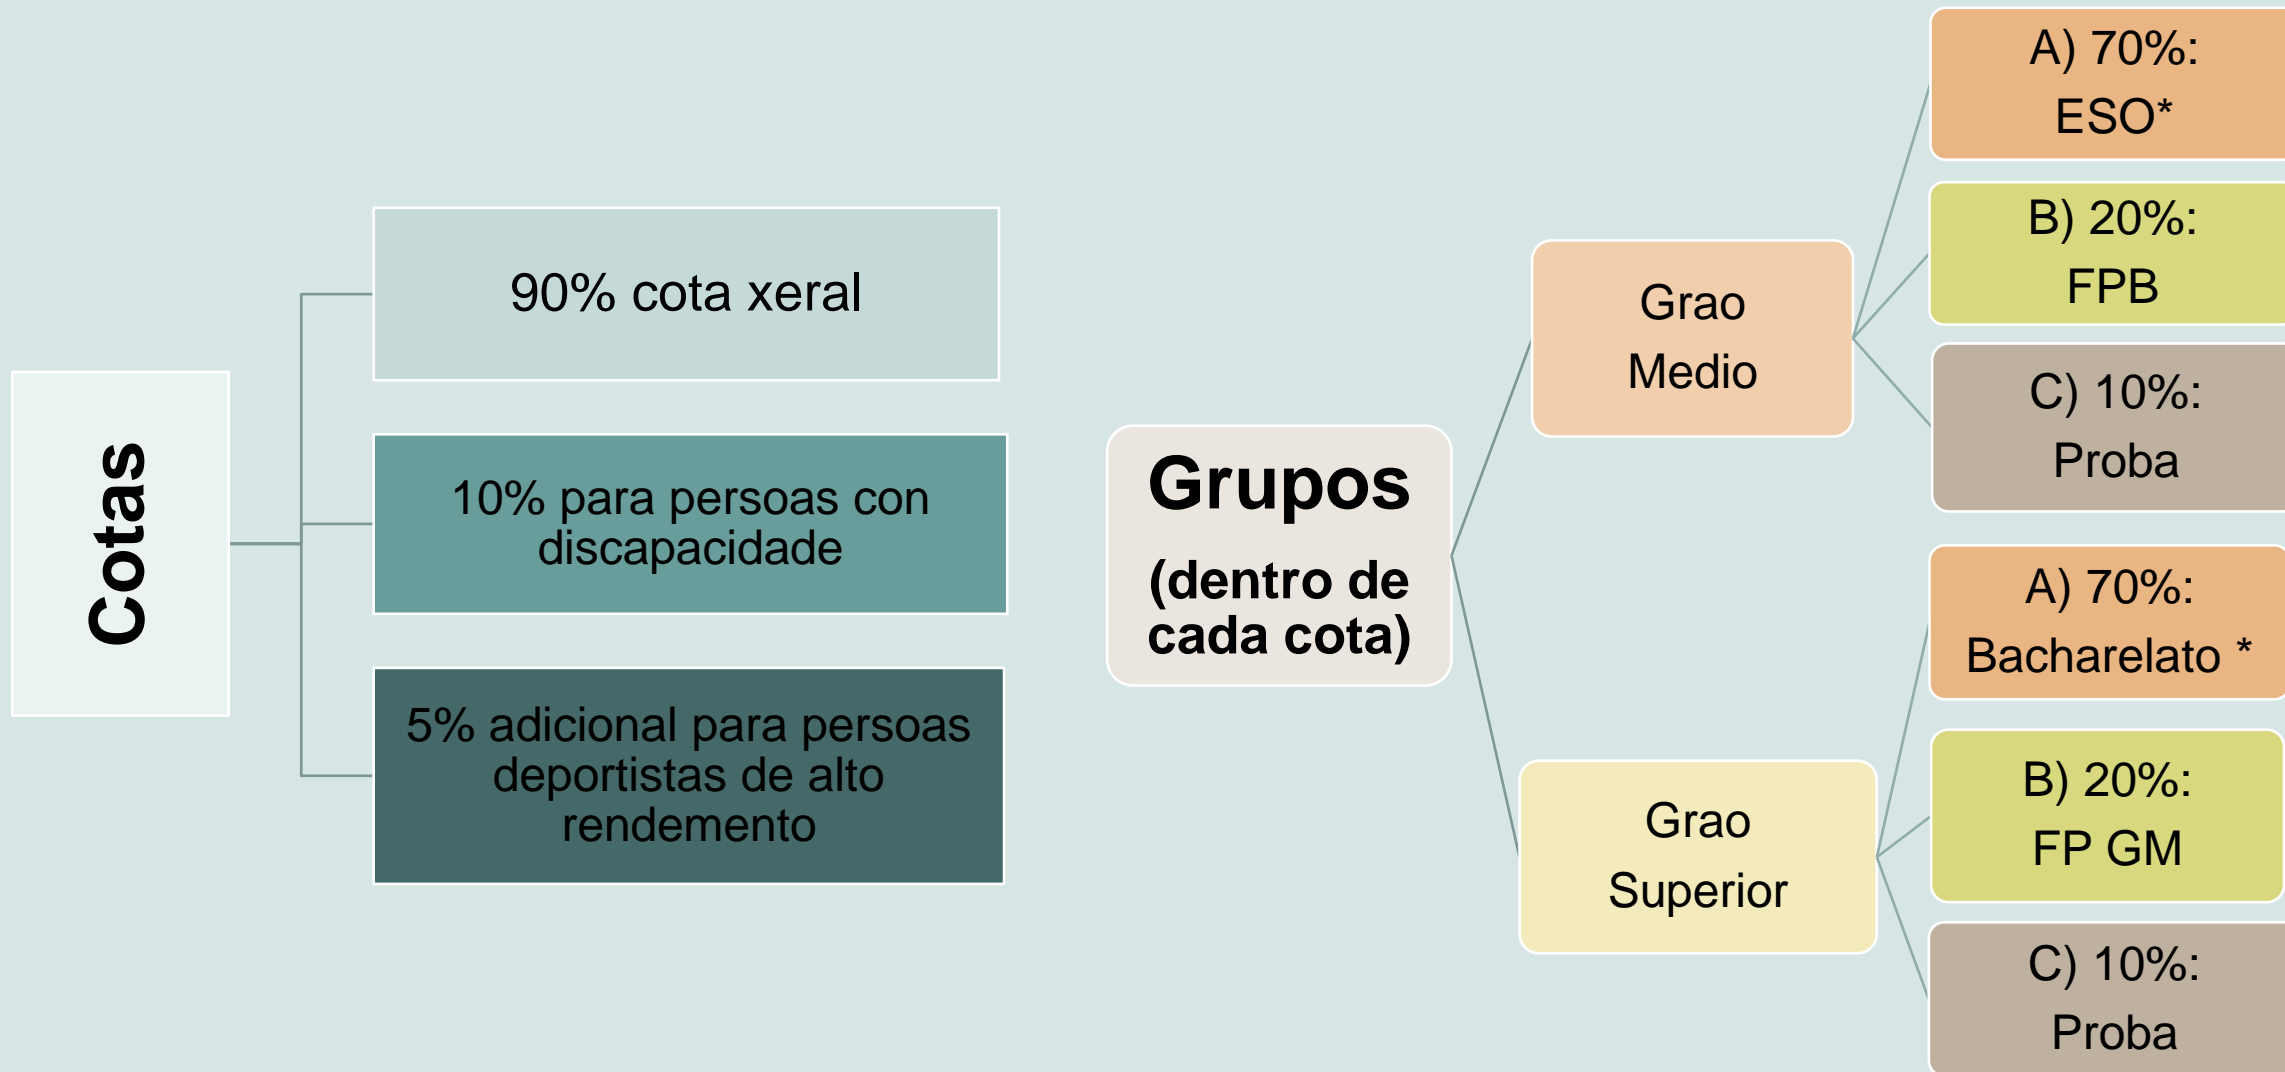 Cotas
90% cota xeral
10% para persoas con
discapacidade
5% adicional para persoas
deportistas de alto
rendemento
Grupos
(dentro de
cada cota)
Grao
Medio
A) 70%:
ESO*
B) 20%:
FPB
C) 10%:
Proba
Grao
Superior
A) 70%:
Bacharelato *
B) 20%:
FP GM
C) 10%:
Proba